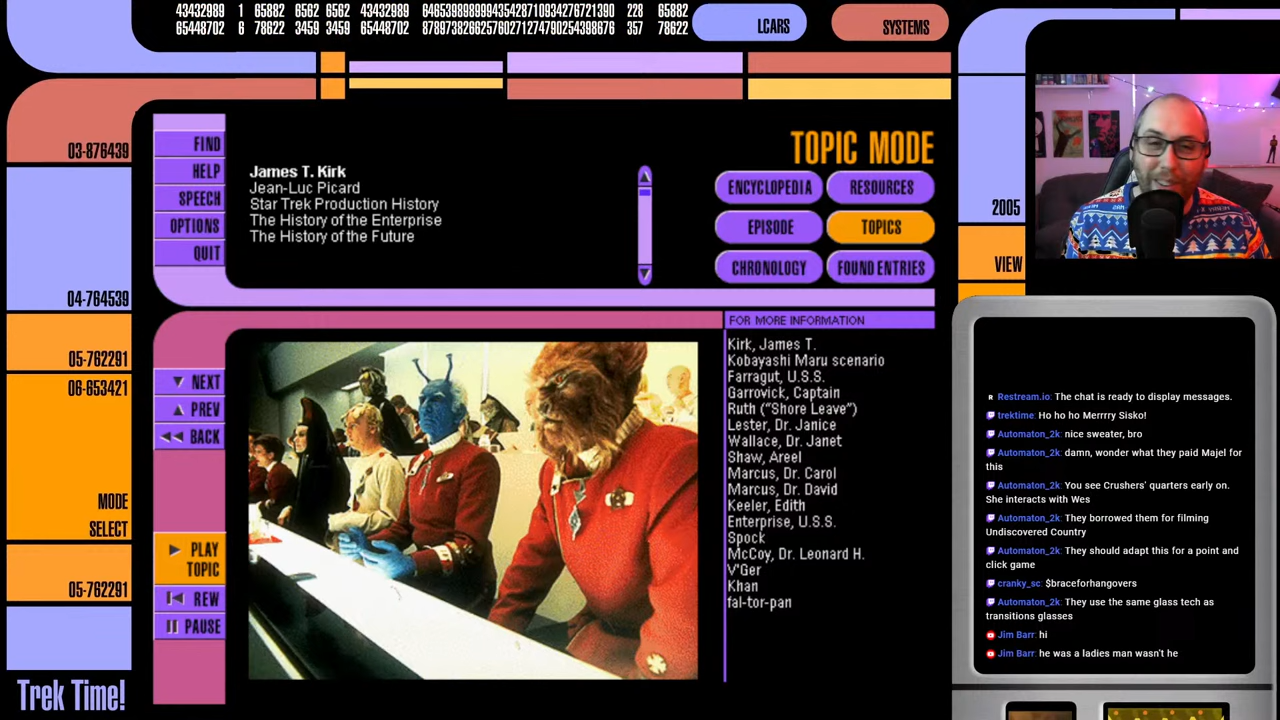 43432989 1 65882 6562 6562 43432989 64653989899943542871093427672​1390 228 65882
65448702 6 78622 3459 3459 65448702 8789738266257602712747902543​98676 357 78622
LCARS
SYSTEMS
03-876439
04-764539
05-762291
06-653421
MODE
SELECT
05-762291
Trek Time!
FIND
HELP
SPEECH
OPTIONS
QUIT
James T. Kirk
Jean-Luc Picard
Star Trek Production History
The History of the Enterprise
The History of the Future
TOPIC MODE
ENCYCLOPEDIA
RESOURCES
EPISODE
TOPICS
CHRONOLOGY
FOUND ENTRIES
NEXT
PREV
BACK
PLAY
TOPIC
REW
PAUSE
FOR MORE INFORMATION
Kirk, James T.
Kobayashi Maru scenario
Farragut, U.S.S.
Garrovick, Captain
Ruth (“Shore Leave”)
Lester, Dr. Janice
Wallace, Dr. Janet
Shaw, Areel
Marcus, Dr. Carol
Marcus, Dr. David
Keeler, Edith
Enterprise, U.S.S.
Spock
McCoy, Dr. Leonard H.
V'Ger
Khan
fal-tor-pan
2005
VIEW
R Restream.io: The chat is ready to display messages.
trektime: Ho ho ho Merrrry Sisko!
Automaton_2k: nice sweater, bro
Automaton_2k: damn, wonder what they paid Majel for
this
Automaton_2k: You see Crushers' quarters early on.
She interacts with Wes
Automaton_2k: They borrowed them for filming
Undiscovered Country
Automaton_2k: They should adapt this for a point and
click game
cranky_sc: $braceforhangovers
Automaton_2k: They use the same glass tech as
transitions glasses
Jim Barr: hi
Jim Barr: he was a ladies man wasn't he